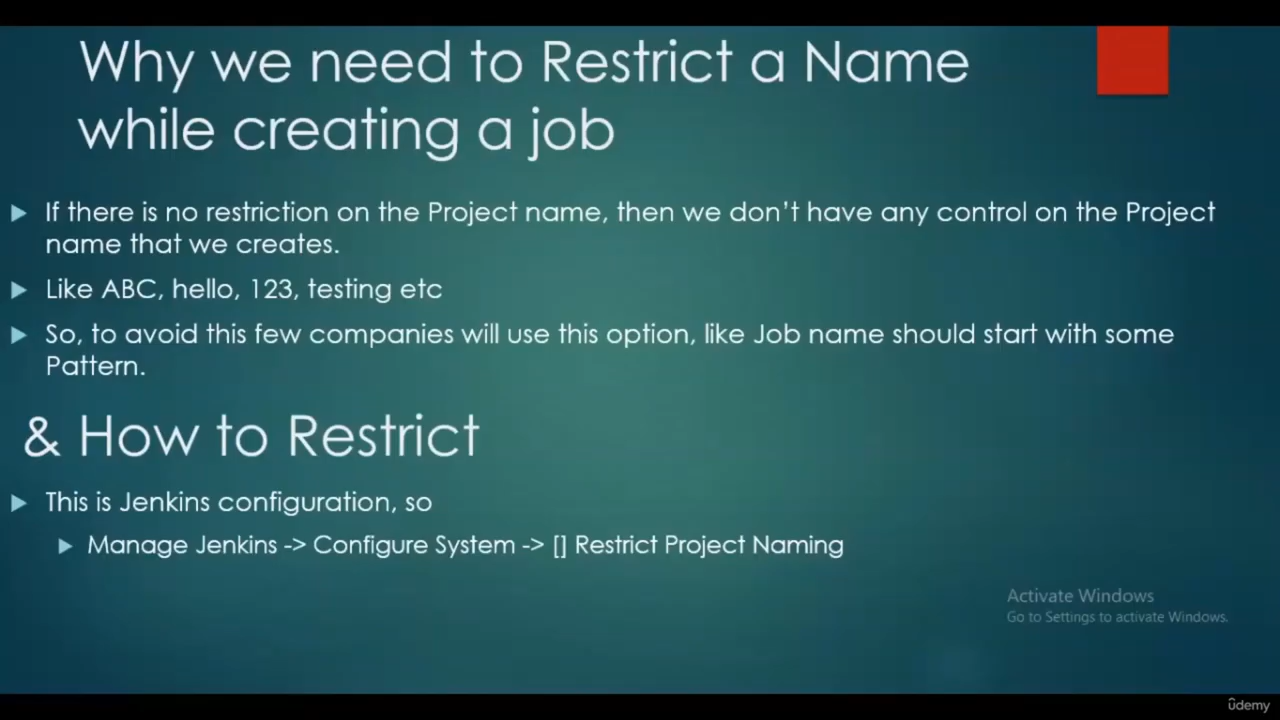 Why we need to Restrict a Name
while creating a job
If there is no restriction on the Project name, then we don't have any control on the Project
name that we creates.
Like ABC, hello, 123, testing etc
So, to avoid this few companies will use this option, like Job name should start with some
Pattern.
& How to Restrict
This is Jenkins configuration, so
Manage Jenkins -> Configure System -> [] Restrict Project Naming
Activate Windows
Go to Settings to activate Windows.
ûdemy